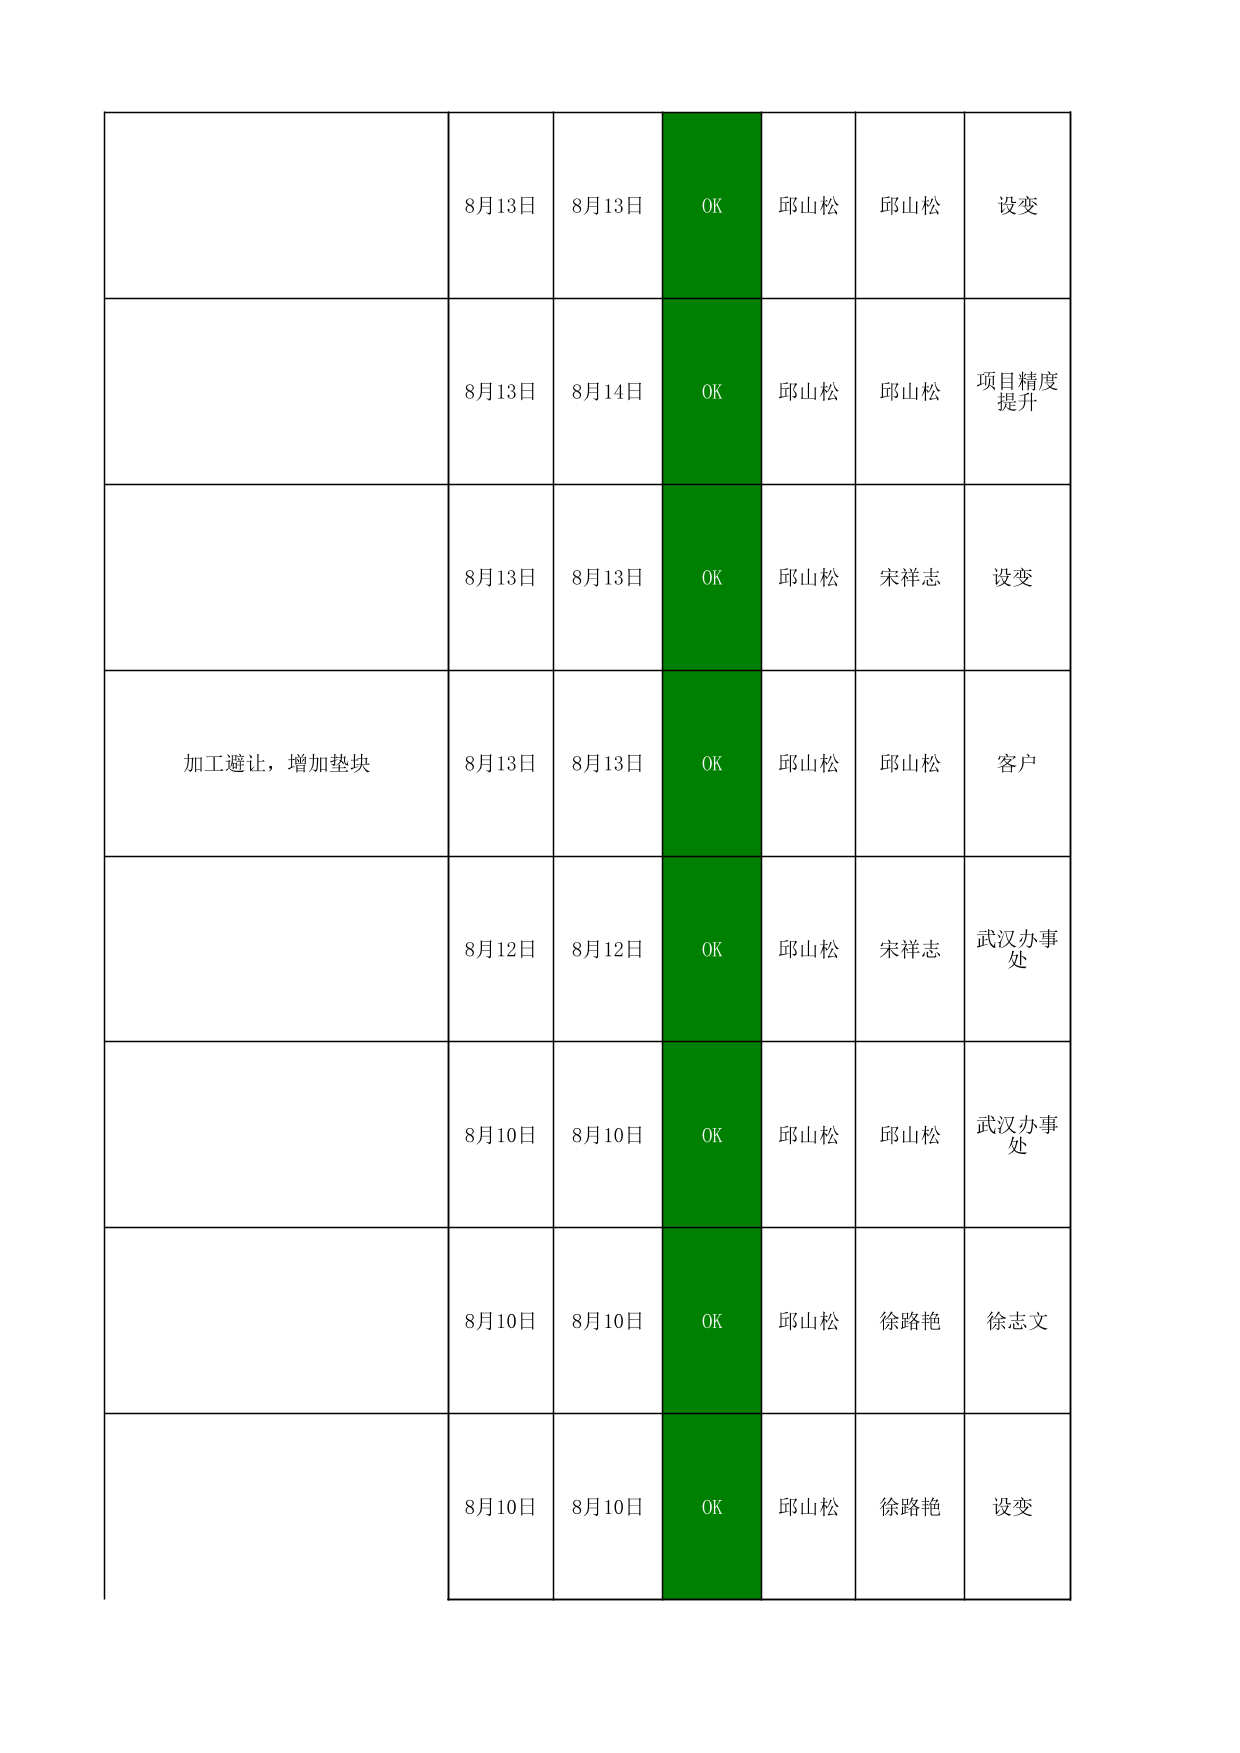 8月13日 8月13日 OK 邱山松 邱山松 设变
8月13日 8月14日 OK 邱山松 邱山松 项目精度
提升
8月13日 8月13日 OK 邱山松 宋祥志 设变
加工避让，增加垫块 8月13日 8月13日 OK 邱山松 邱山松 客户
8月12日 8月12日 OK 邱山松 宋祥志 武汉办事
处
8月10日 8月10日 OK 邱山松 邱山松 武汉办事
处
8月10日 8月10日 OK 邱山松 徐路艳 徐志文
8月10日 8月10日 OK 邱山松 徐路艳 设变